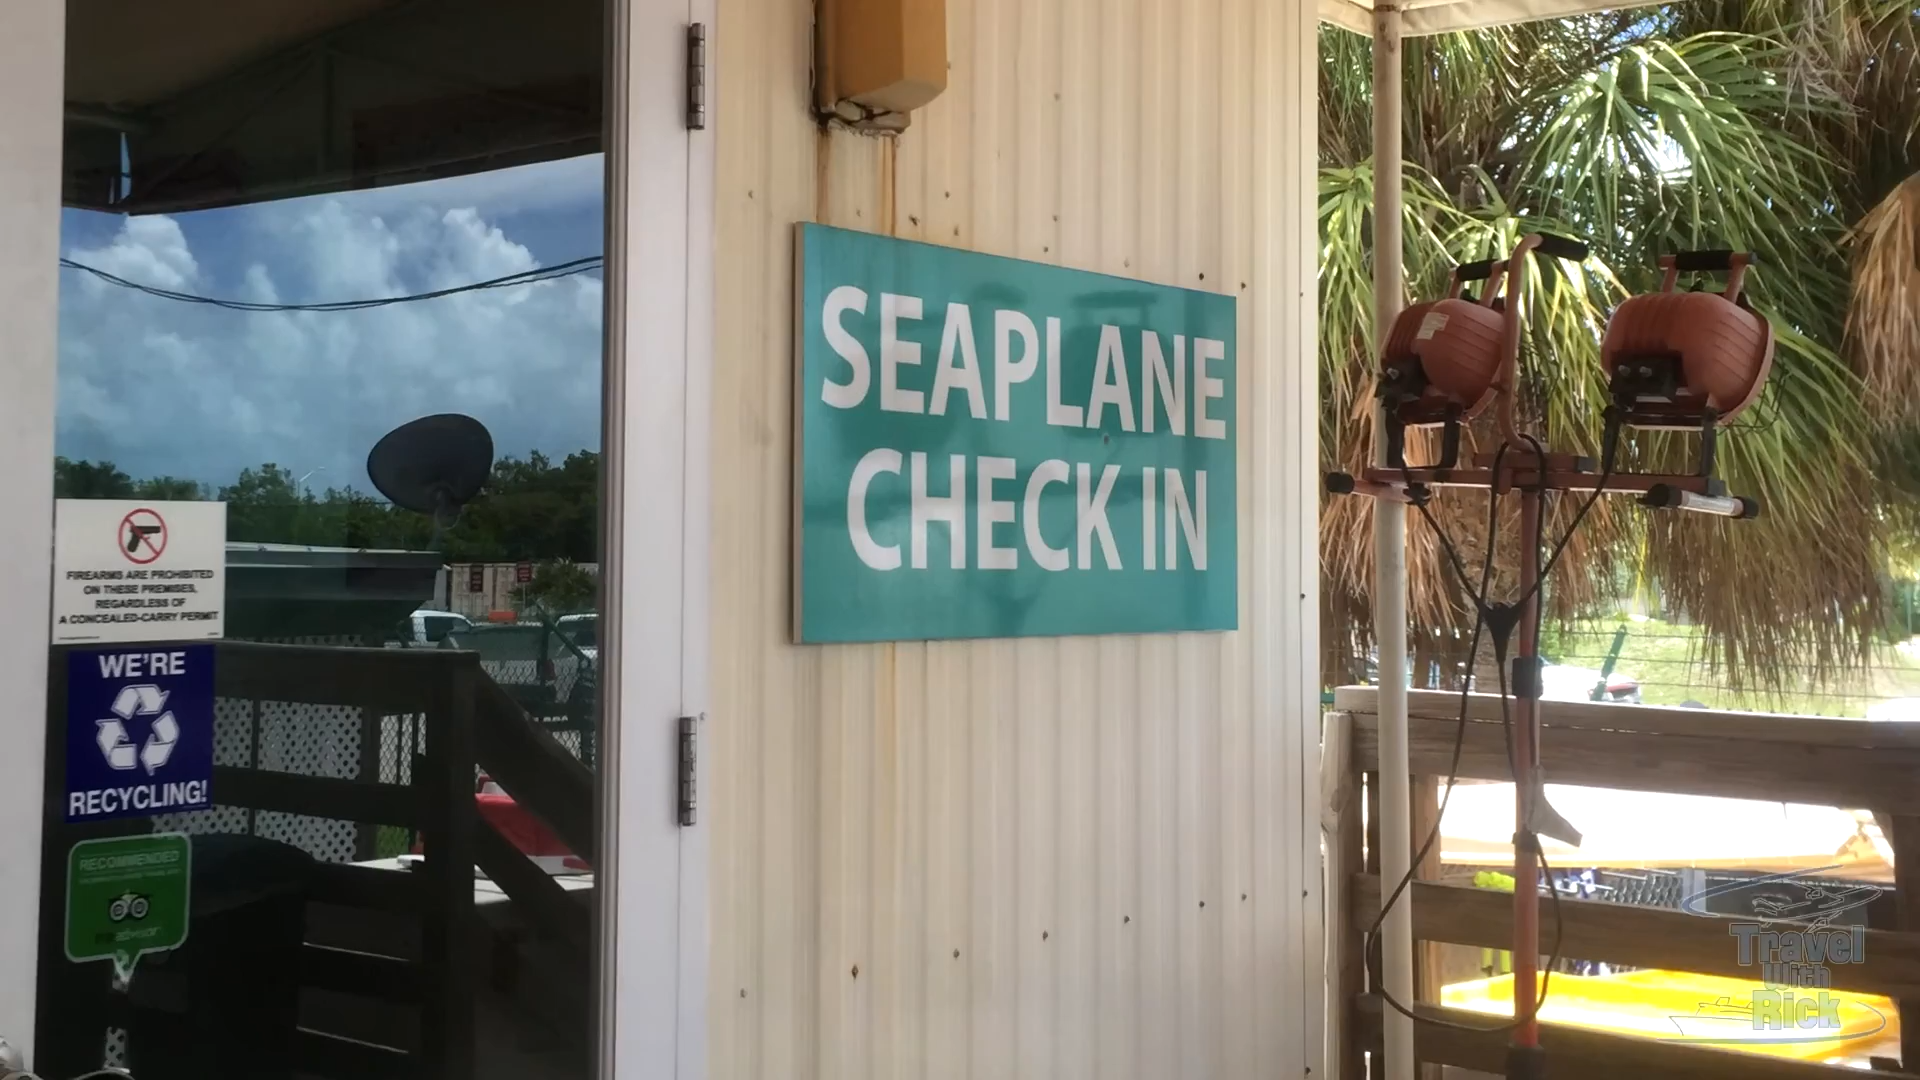 SEAPLANE
CHECK IN
FIREARMS ARE PROHIBITED
ON THESE PREMISES,
REGARDLESS OF
A CONCEALED-CARRY PERMIT
WE'RE
RECYCLING!
RECOMMENDED
tripadvisor
Travel
With
Rick